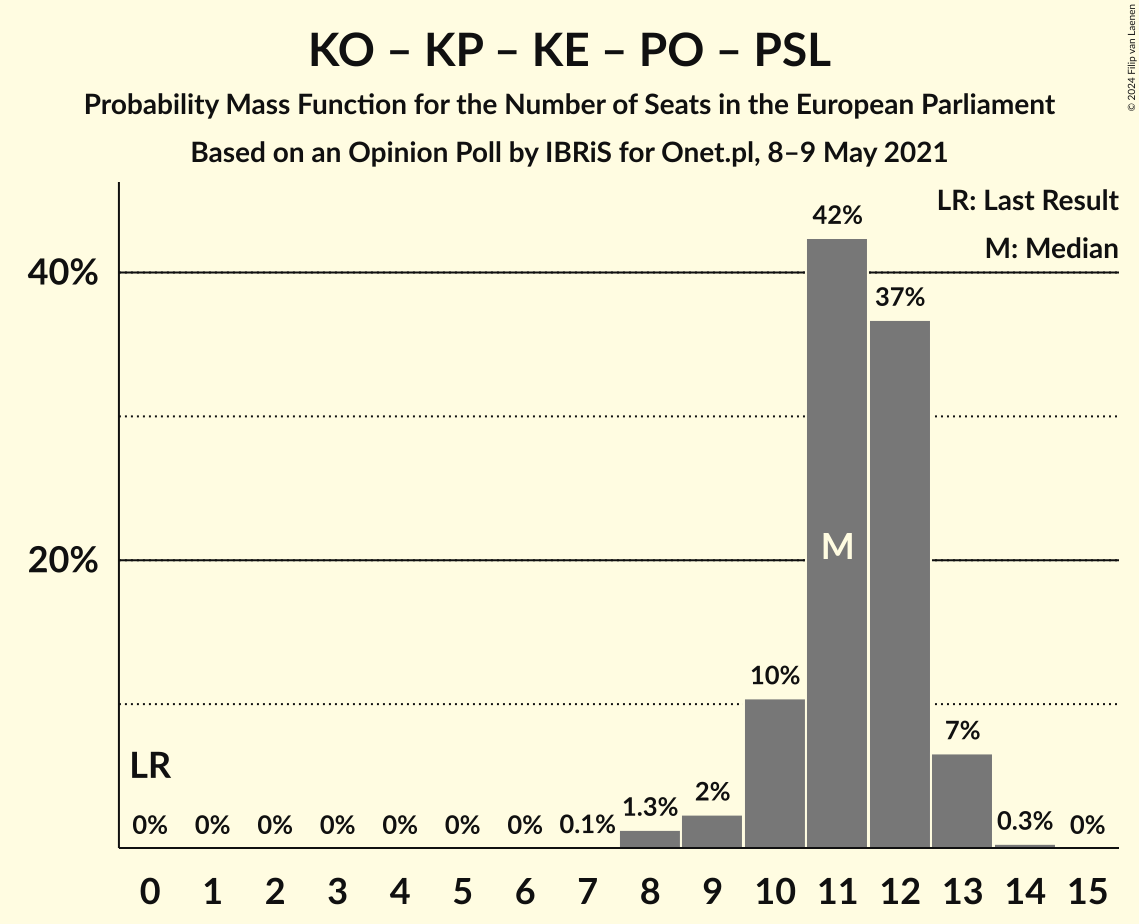 KO – KP – KE – PO – PSL
Probability Mass Function for the Number of Seats in the European Parliament
Based on an Opinion Poll by IBRiS for Onet.pl, 8–9 May 2021
© 2024 Filip van Laenen
LR: Last Result
M: Median
42%
40%
37%
M
20%
10%
7%
LR
0% 0% 0% 0% 0% 0% 0% 0.1% 1.3% 2% 0.3% 0%
0 1 2 3 4 5 6 7 8 9 10 11 12 13 14 15